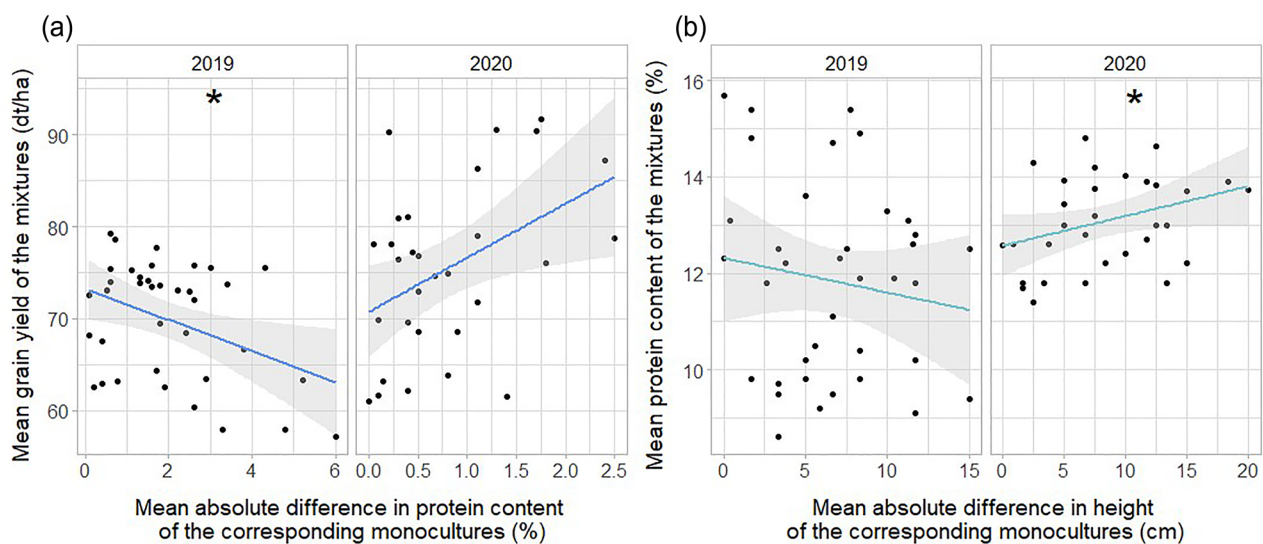 (a)
2019
2020
*
Mean grain yield of the mixtures (dt/ha)
90
80
70
60
0 2 4 6
0.0 0.5 1.0 1.5 2.0 2.5
Mean absolute difference in protein content
of the corresponding monocultures (%)
(b)
2019
2020
*
Mean protein content of the mixtures (%)
16
14
12
10
0 5 10 15
0 5 10 15 20
Mean absolute difference in height
of the corresponding monocultures (cm)